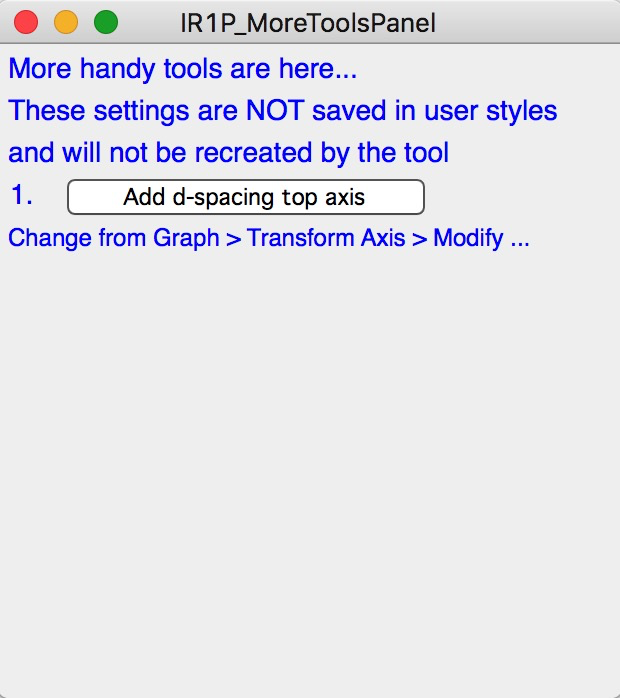 IR1P_MoreToolsPanel
More handy tools are here...
These settings are NOT saved in user styles
and will not be recreated by the tool
1. Add d-spacing top axis
Change from Graph > Transform Axis > Modify ...